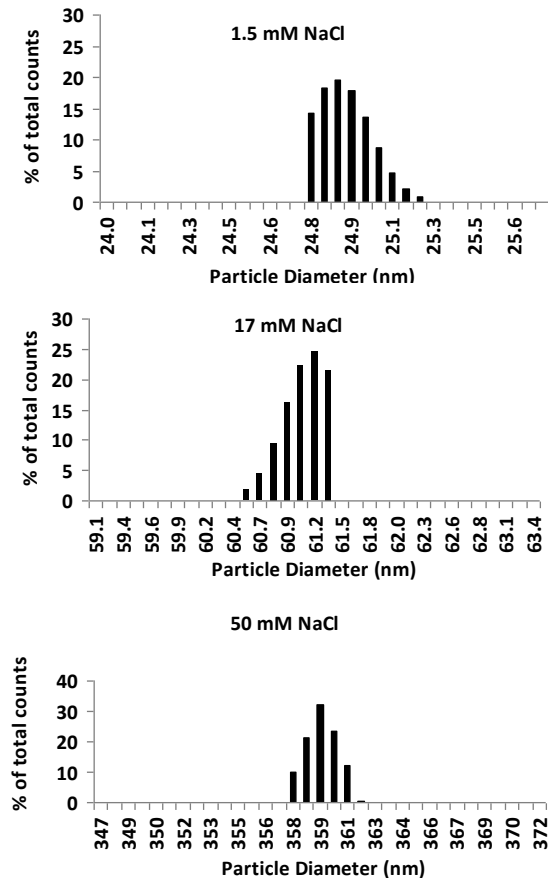 1.5 mM NaCl
% of total counts
30
25
20
15
10
5
0
24.0 24.1 24.3 24.5 24.6 24.8 24.9 25.1 25.3 25.5 25.6
Particle Diameter (nm)
17 mM NaCl
% of total counts
30
25
20
15
10
5
0
59.1 59.4 59.6 59.9 60.2 60.4 60.7 60.9 61.2 61.5 61.8 62.0 62.3 62.6 62.8 63.1 63.4
Particle Diameter (nm)
50 mM NaCl
% of total counts
40
30
20
10
0
347 349 350 352 353 355 356 358 359 361 363 364 366 367 369 370 372
Particle Diameter (nm)